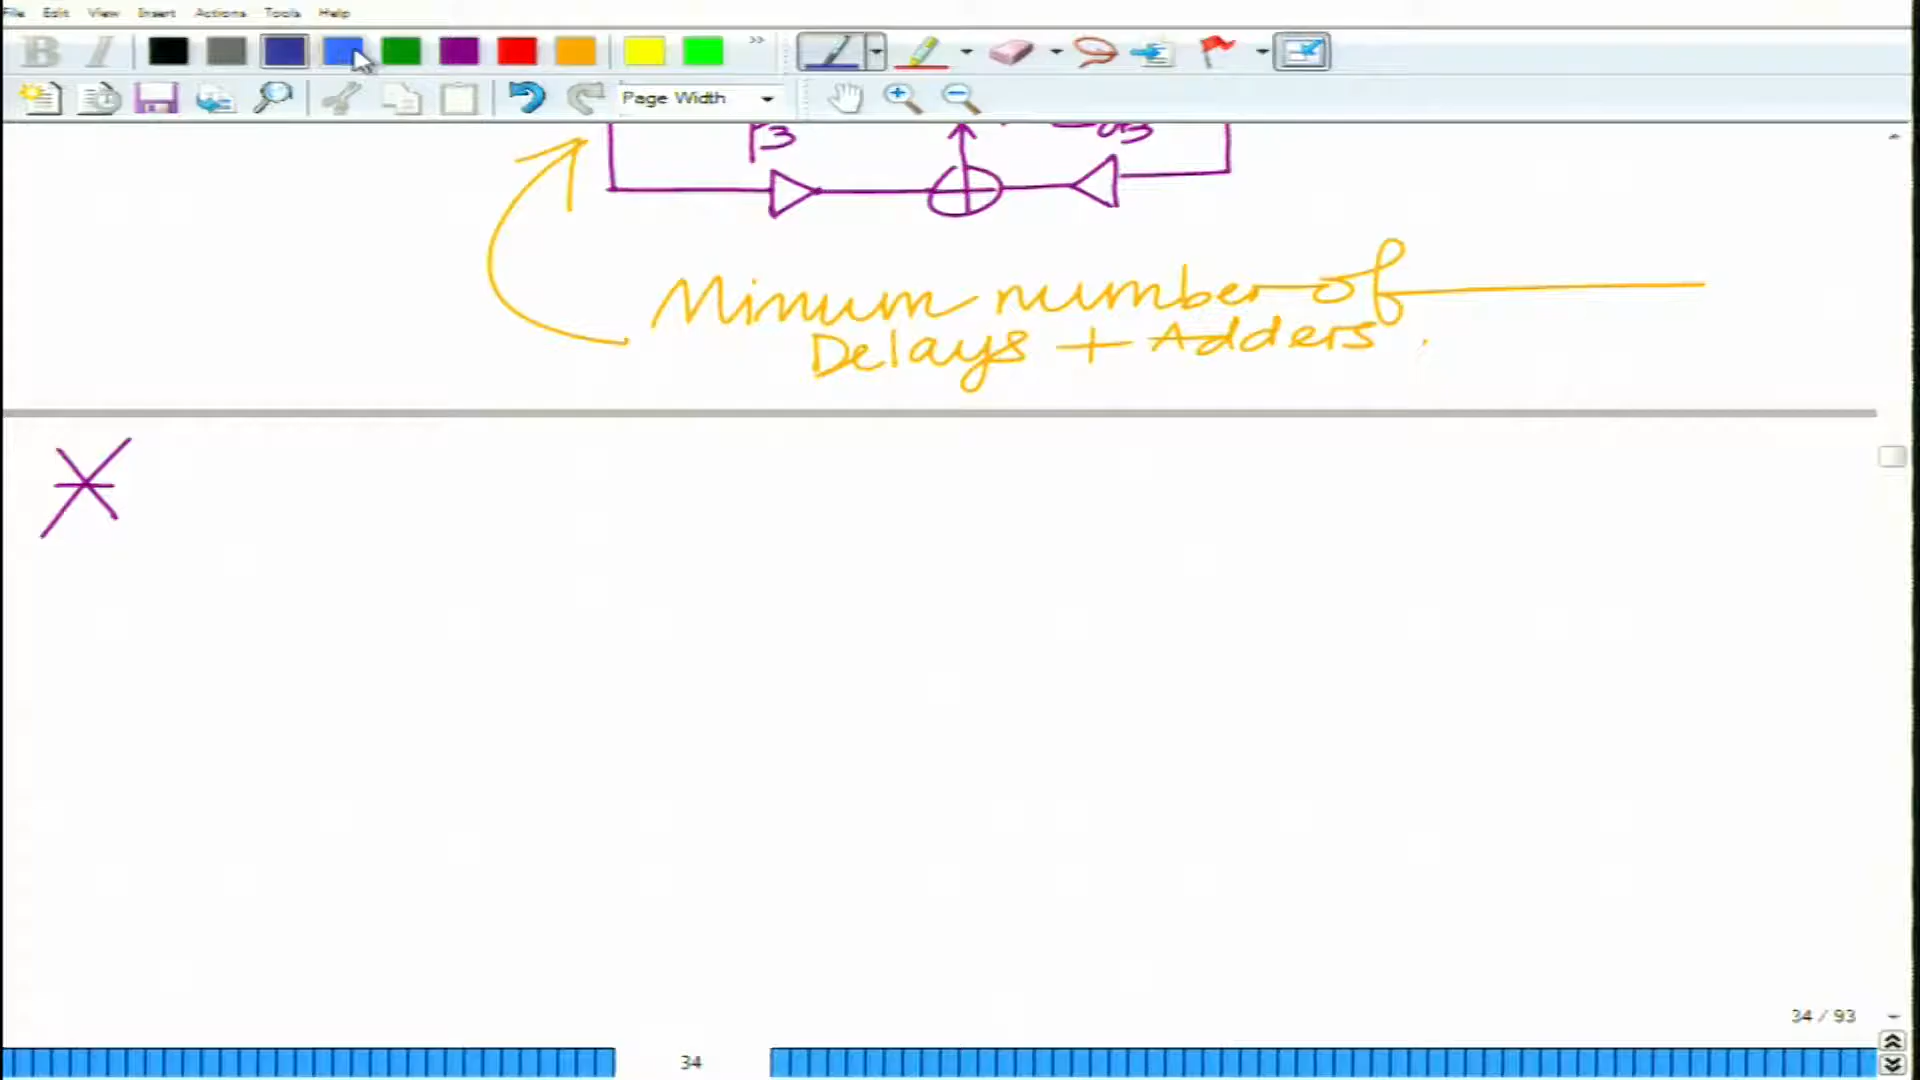 File Edit View Insert Actions Tools Help
B I
Page Width
Minum number of
Delays + Adders.
34 / 93
34